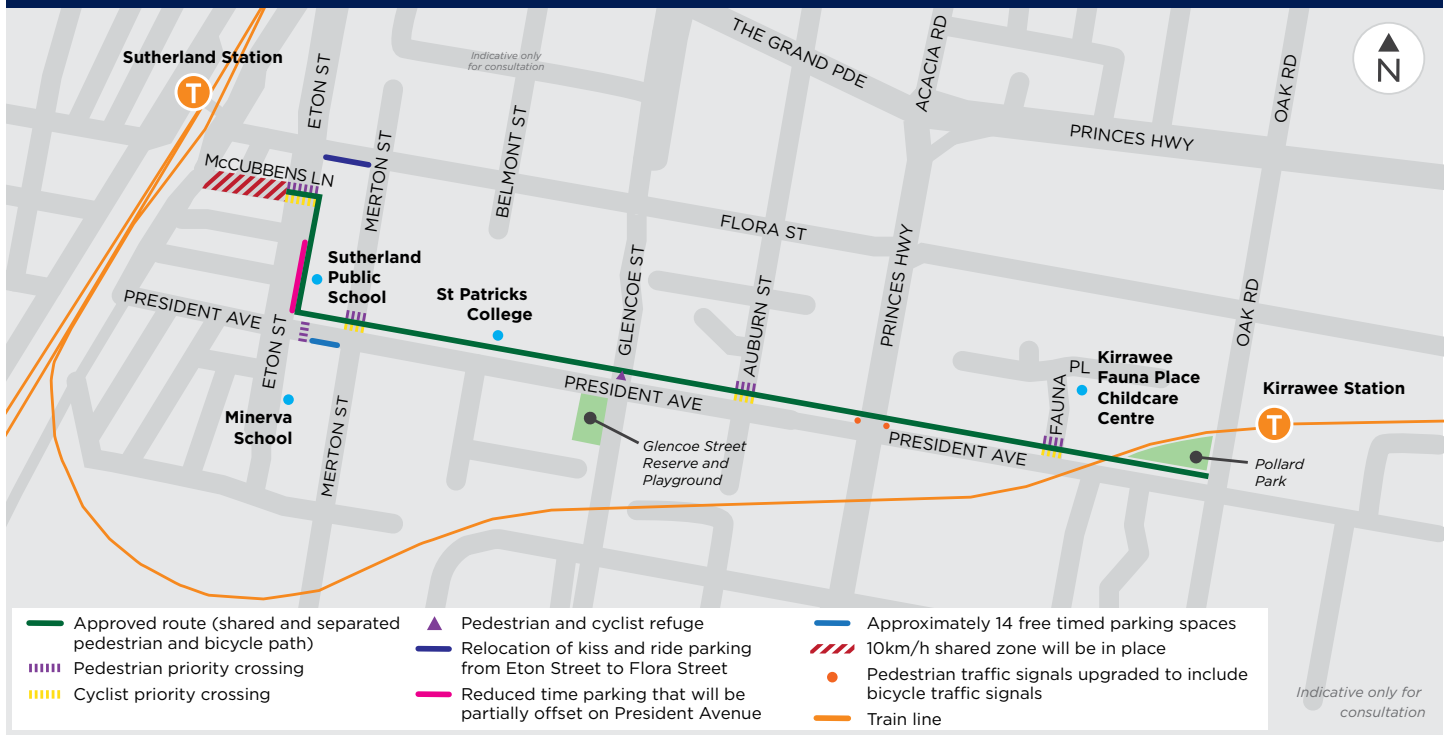 Sutherland Station
T
ETON ST
Indicative only
for consultation
THE GRAND PDE
ACACIA RD
OAK RD
N
PRINCES HWY
McCUBBENS LN
MERTON ST
BELMONT ST
FLORA ST
Sutherland
Public
School
St Patricks
College
GLENCOE ST
AUBURN ST
PRINCES HWY
OAK RD
PRESIDENT AVE
ETON ST
PRESIDENT AVE
FAUNA PL
Kirrawee
Fauna Place
Childcare
Centre
Kirrawee Station
T
Minerva
School
MERTON ST
Glencoe Street
Reserve and
Playground
PRESIDENT AVE
Pollard
Park
Approved route (shared and separated
pedestrian and bicycle path)
Pedestrian priority crossing
Cyclist priority crossing
Pedestrian and cyclist refuge
Relocation of kiss and ride parking
from Eton Street to Flora Street
Reduced time parking that will be
partially offset on President Avenue
Approximately 14 free timed parking spaces
10km/h shared zone will be in place
Pedestrian traffic signals upgraded to include
bicycle traffic signals
Train line
Indicative only for
consultation